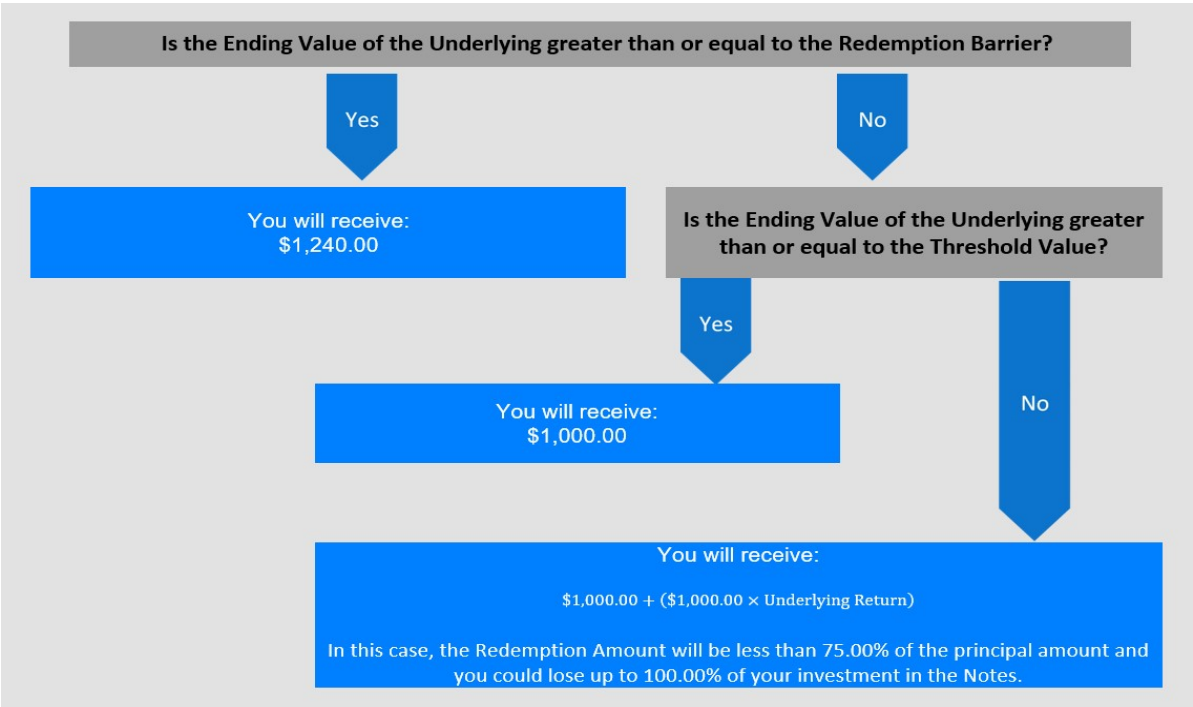 Is the Ending Value of the Underlying greater than or equal to the Redemption Barrier?
Yes
No
You will receive:
$1,240.00
Is the Ending Value of the Underlying greater
than or equal to the Threshold Value?
Yes
No
You will receive:
$1,000.00
You will receive:
$1,000.00 + ($1,000.00 × Underlying Return)
In this case, the Redemption Amount will be less than 75.00% of the principal amount and
you could lose up to 100.00% of your investment in the Notes.